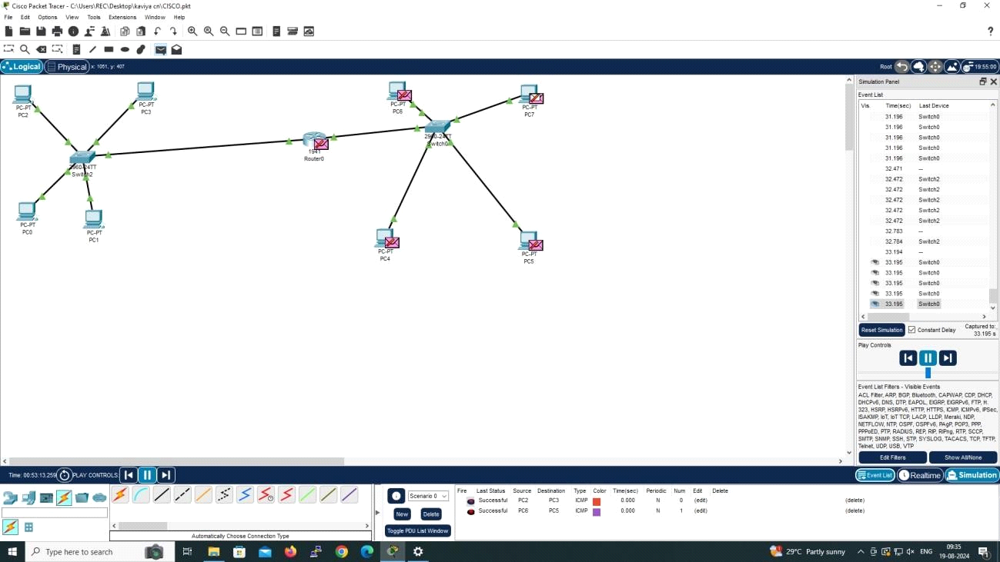 Cisco Packet Tracer - C:\Users\REC\Desktop\kaviya cn\CISCO.pkt
File Edit Options View Tools Extensions Window Help
Logical Physical x: 1051, y: 407
Root 19:55:00
PC-PT
PC2
PC-PT
PC3
2960-24TT
Switch2
PC-PT
PC0
PC-PT
PC1
1941
Router0
PC-PT
PC6
PC-PT
PC7
2960-24TT
Switch0
PC-PT
PC4
PC-PT
PC5
Simulation Panel
Event List
Vis. Time(sec) Last Device
31.196 Switch0
31.196 Switch0
31.196 Switch0
31.196 Switch0
31.196 Switch0
32.471 --
32.472 Switch2
32.472 Switch2
32.472 Switch2
32.472 Switch2
32.472 Switch2
32.783 --
32.784 Switch2
33.194 --
33.195 Switch0
33.195 Switch0
33.195 Switch0
33.195 Switch0
33.195 Switch0
Reset Simulation Constant Delay Captured to:
33.195 s
Play Controls
Event List Filters - Visible Events
ACL Filter, ARP, BGP, Bluetooth, CAPWAP, CDP, DHCP,
DHCPv6, DNS, DTP, EAPOL, EIGRP, EIGRPv6, FTP, H.
323, HSRP, HSRPv6, HTTP, HTTPS, ICMP, ICMPv6, IPSec,
ISAKMP, IoT, IoT TCP, LACP, LLDP, Meraki, NDP,
NETFLOW, NTP, OSPF, OSPFv6, PAgP, POP3, PPP,
PPPoED, PTP, RADIUS, REP, RIP, RIPng, RTP, SCCP,
SMTP, SNMP, SSH, STP, SYSLOG, TACACS, TCP, TFTP,
Telnet, UDP, USB, VTP
Edit Filters Show All/None
Time: 00:53:13.259 PLAY CONTROLS:
Event List Realtime Simulation
Automatically Choose Connection Type
Scenario 0
New Delete
Toggle PDU List Window
Fire Last Status Source Destination Type Color Time(sec) Periodic Num Edit Delete
Successful PC2 PC3 ICMP 0.000 N 0 (edit) (delete)
Successful PC6 PC5 ICMP 0.000 N 1 (edit) (delete)
Type here to search
29°C Partly sunny
ENG
09:35
19-08-2024